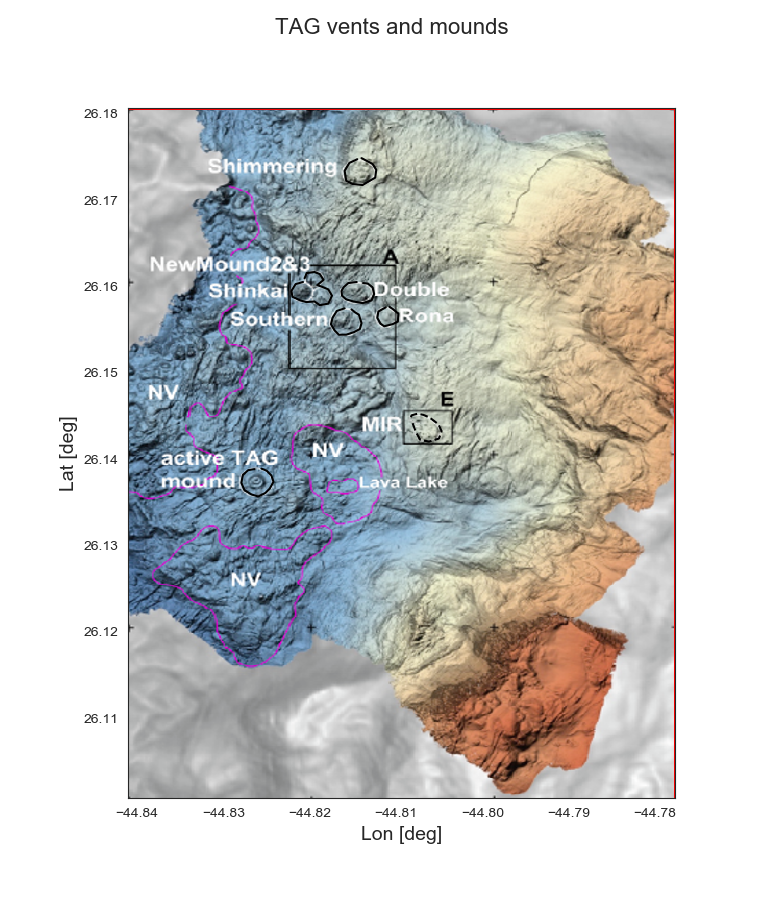 TAG vents and mounds
26.18
Shimmering
26.17
A
NewMound2&3
26.16
Shinkai
Double
Southern
Rona
26.15
NV
E
MIR
Lat [deg]
26.14
active TAG
mound
NV
Lava Lake
26.13
NV
26.12
26.11
−44.84 −44.83 −44.82 −44.81 −44.80 −44.79 −44.78
Lon [deg]